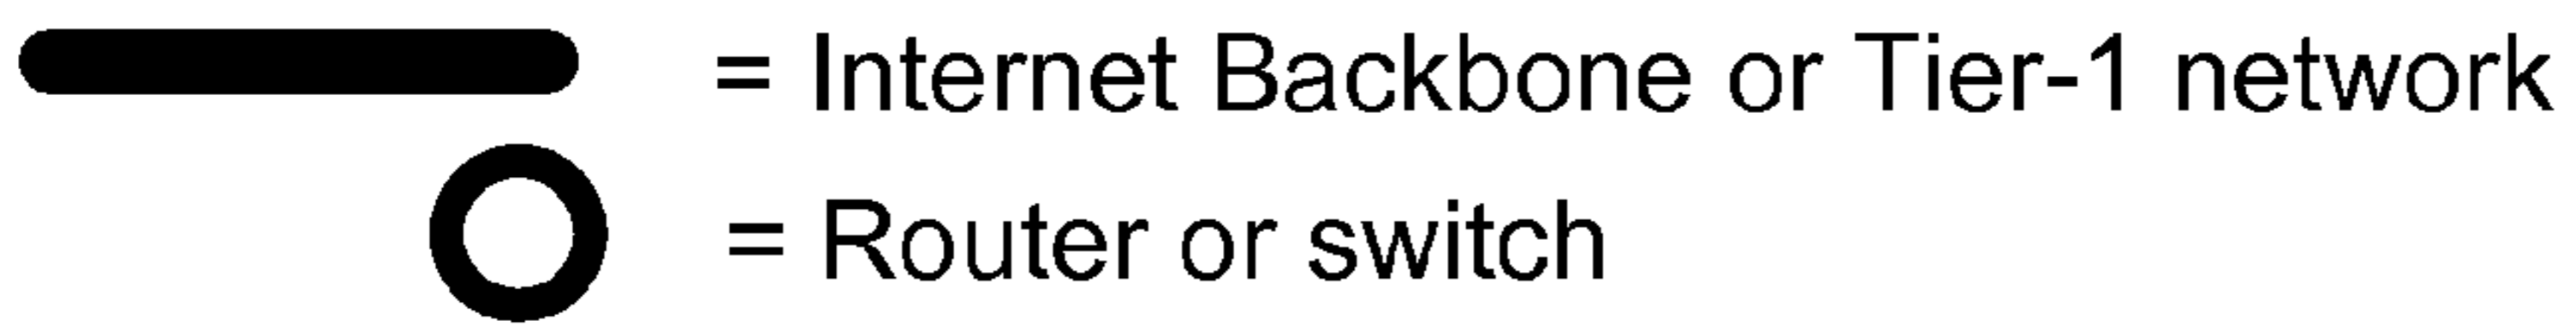 = Internet Backbone or Tier-1 network
= Router or switch